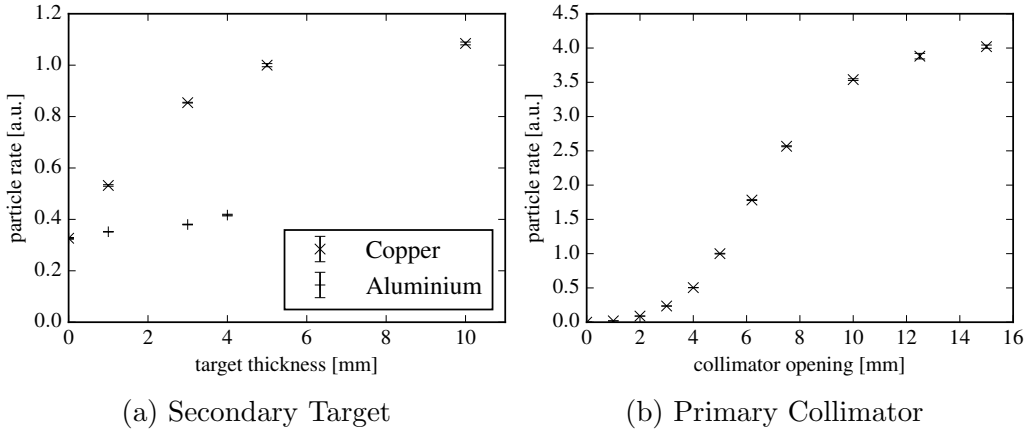 1.2
1.0
0.8
0.6
0.4
0.2
0.0
particle rate [a.u.]
Copper
Aluminium
0 2 4 6 8 10
target thickness [mm]
(a) Secondary Target
4.5
4.0
3.5
3.0
2.5
2.0
1.5
1.0
0.5
0.0
particle rate [a.u.]
0 2 4 6 8 10 12 14 16
collimator opening [mm]
(b) Primary Collimator